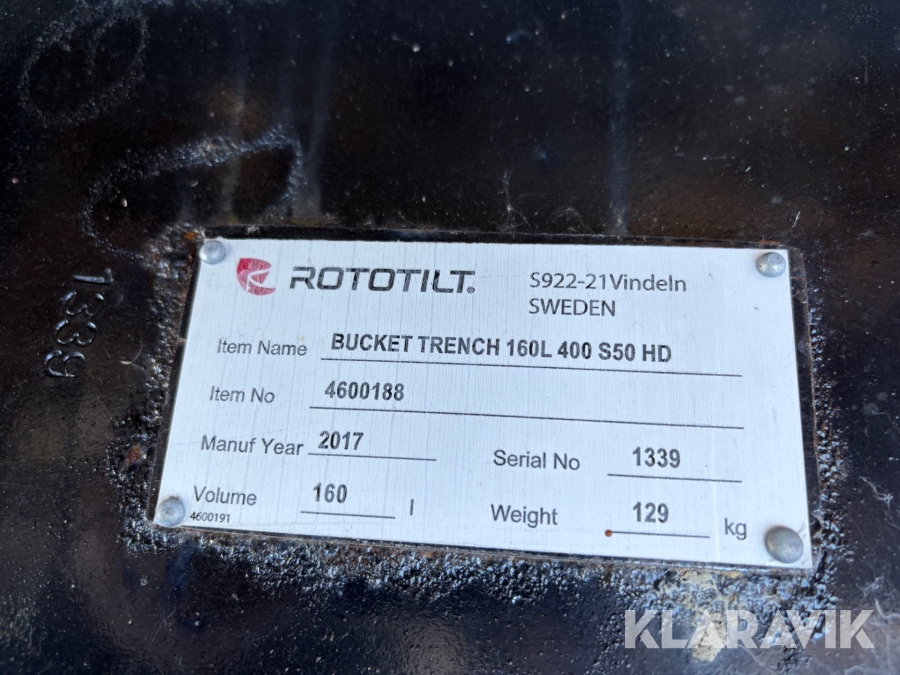 ROTOTILT®
S922-21Vindeln
SWEDEN
Item Name BUCKET TRENCH 160L 400 S50 HD
Item No 4600188
Manuf Year 2017
Serial No 1339
Volume 160 l
Weight 129 kg
4600191
1339
KLARAVIK